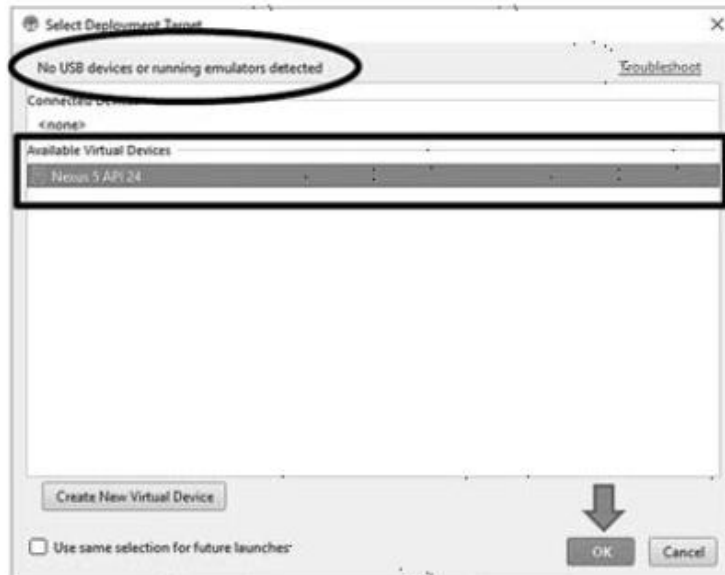 Select Deployment Target
No USB devices or running emulators detected Troubleshoot
Connected Devices
<none>
Available Virtual Devices
Nexus 5 API 24
Create New Virtual Device
Use same selection for future launches
OK Cancel